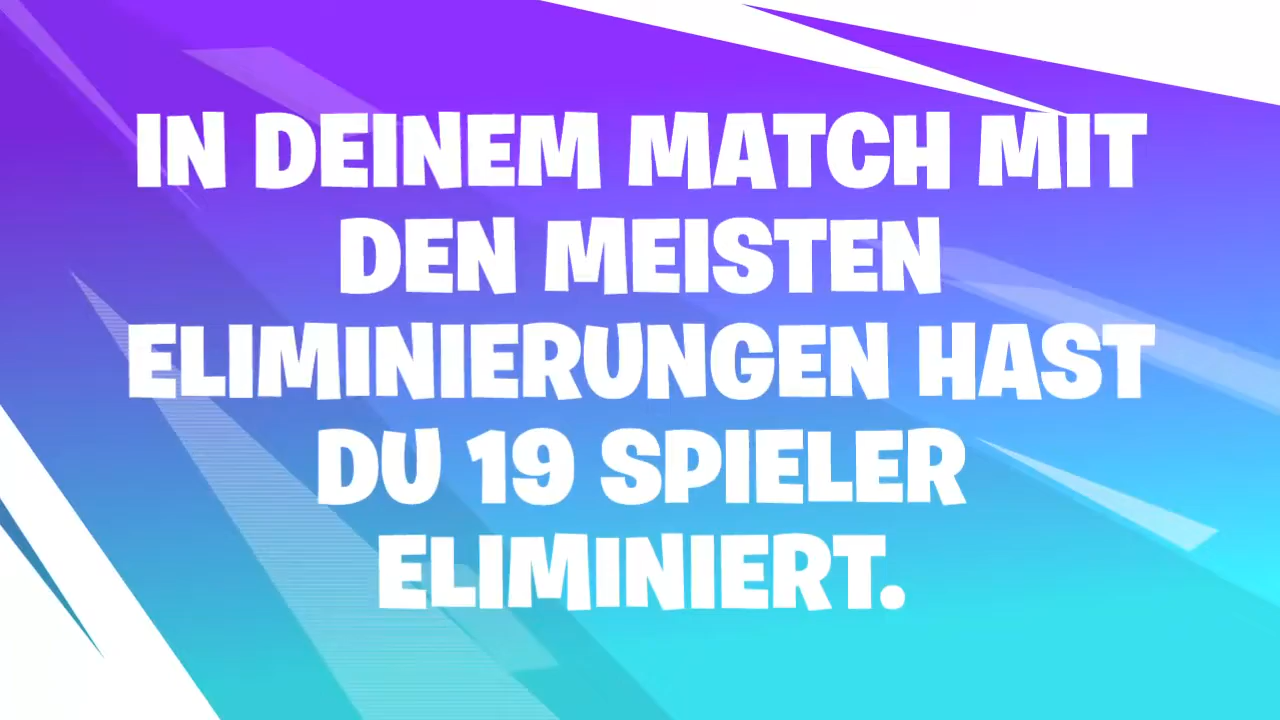 IN DEINEM MATCH MIT
DEN MEISTEN
ELIMINIERUNGEN HAST
DU 19 SPIELER
ELIMINIERT.